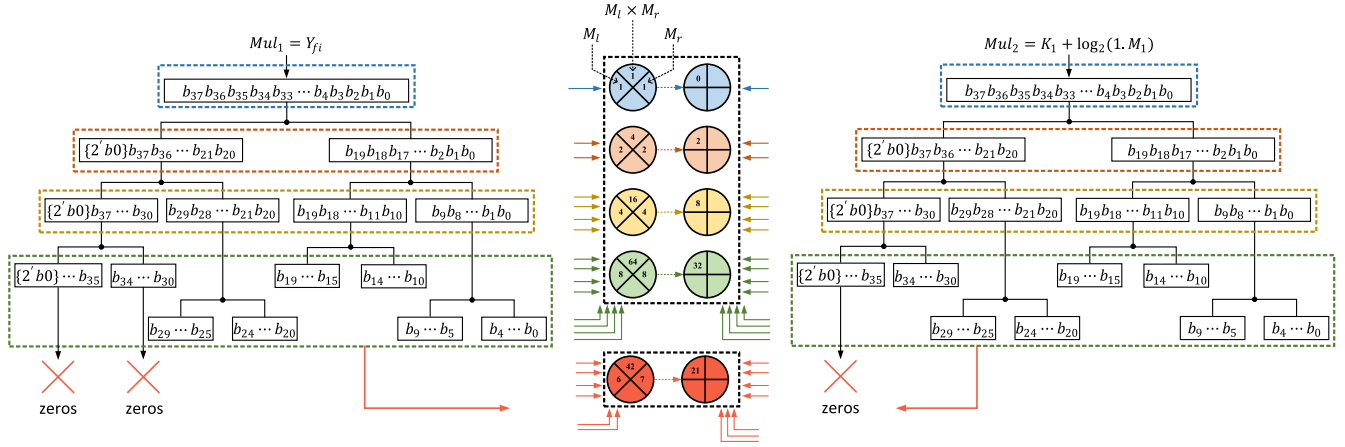 Mul₁ = Y_fi
b₃₇b₃₆b₃₅b₃₄b₃₃ ⋯ b₄b₃b₂b₁b₀
{2′b0}b₃₇b₃₆ ⋯ b₂₁b₂₀
b₁₉b₁₈b₁₇ ⋯ b₂b₁b₀
{2′b0}b₃₇ ⋯ b₃₀
b₂₉b₂₈ ⋯ b₂₁b₂₀
b₁₉b₁₈ ⋯ b₁₁b₁₀
b₉b₈ ⋯ b₁b₀
{2′b0} ⋯ b₃₅
b₃₄ ⋯ b₃₀
b₁₉ ⋯ b₁₅
b₁₄ ⋯ b₁₀
b₂₉ ⋯ b₂₅
b₂₄ ⋯ b₂₀
b₉ ⋯ b₅
b₄ ⋯ b₀
zeros
zeros
M_l × M_r
M_l
M_r
1
1
1
0
4
2
2
2
16
4
4
8
64
8
8
32
42
6
7
21
Mul₂ = K₁ + log₂(1. M₁)
b₃₇b₃₆b₃₅b₃₄b₃₃ ⋯ b₄b₃b₂b₁b₀
{2′b0}b₃₇b₃₆ ⋯ b₂₁b₂₀
b₁₉b₁₈b₁₇ ⋯ b₂b₁b₀
{2′b0}b₃₇ ⋯ b₃₀
b₂₉b₂₈ ⋯ b₂₁b₂₀
b₁₉b₁₈ ⋯ b₁₁b₁₀
b₉b₈ ⋯ b₁b₀
{2′b0} ⋯ b₃₅
b₃₄ ⋯ b₃₀
b₁₉ ⋯ b₁₅
b₁₄ ⋯ b₁₀
b₂₉ ⋯ b₂₅
b₂₄ ⋯ b₂₀
b₉ ⋯ b₅
b₄ ⋯ b₀
zeros